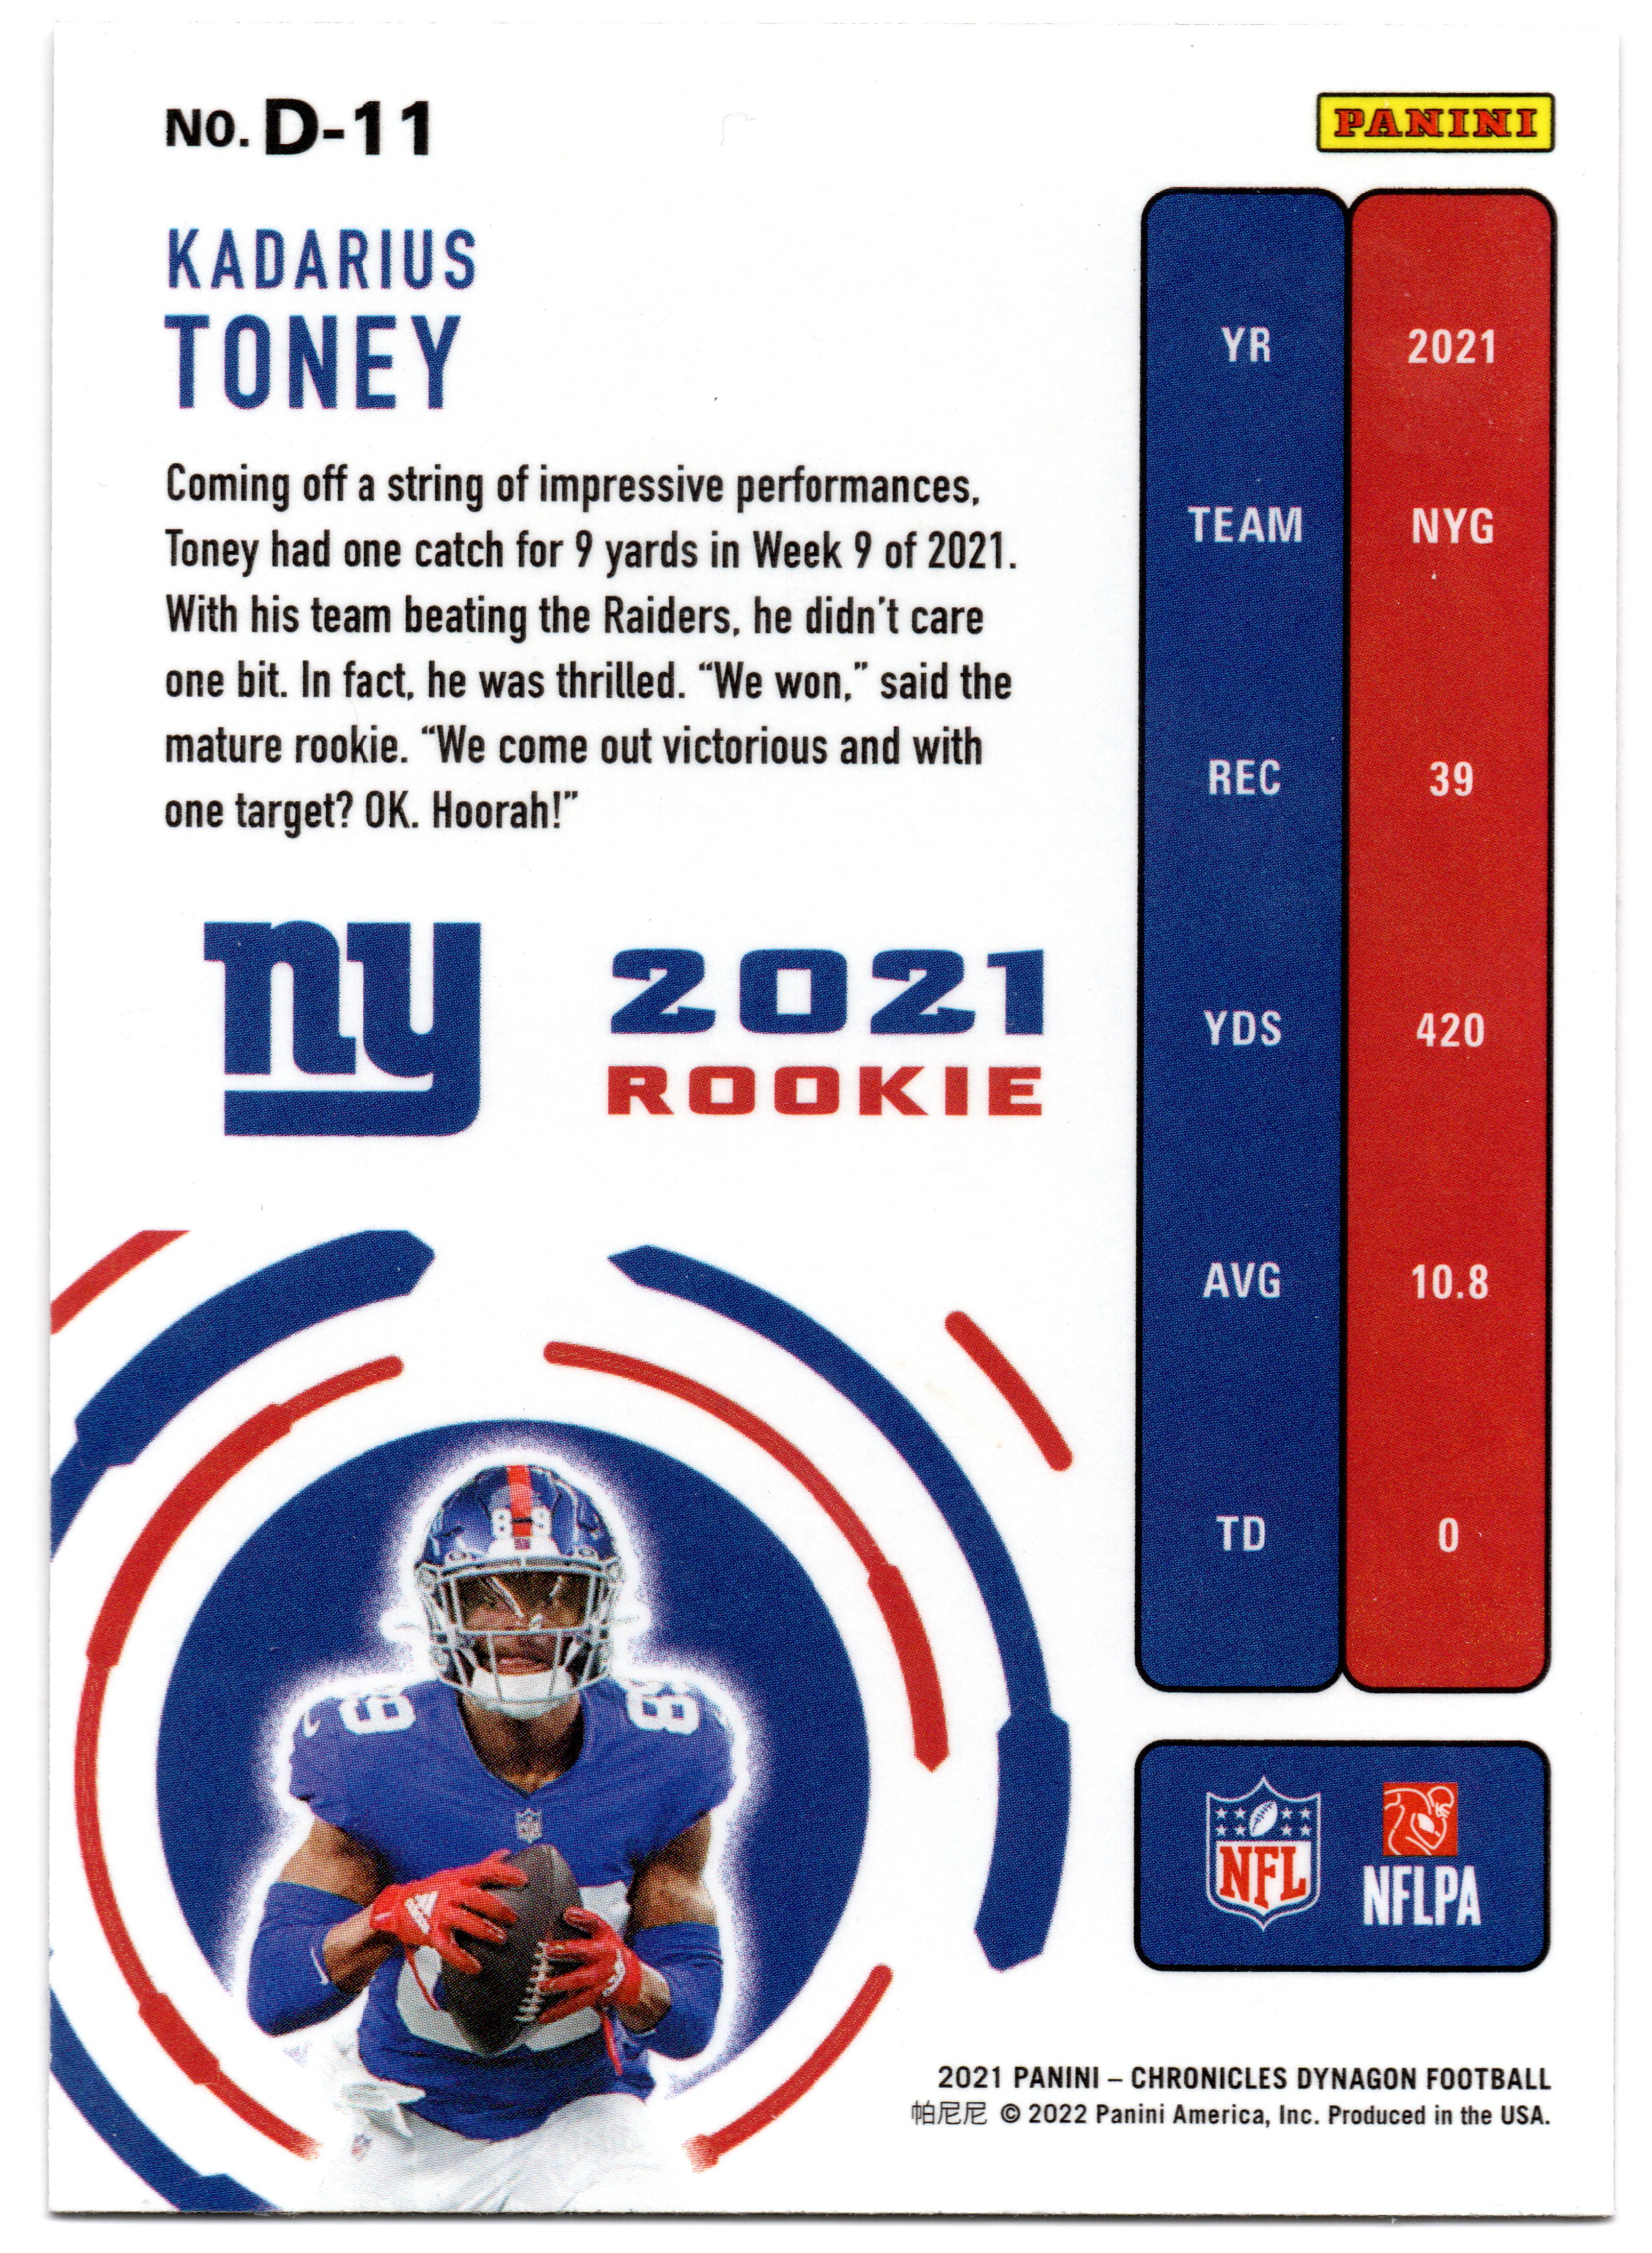 NO. D-11
PANINI
KADARIUS
TONEY
Coming off a string of impressive performances,
Toney had one catch for 9 yards in Week 9 of 2021.
With his team beating the Raiders, he didn't care
one bit. In fact, he was thrilled. “We won,” said the
mature rookie. “We come out victorious and with
one target? OK. Hoorah!”
ny
2021
ROOKIE
YR 2021
TEAM NYG
REC 39
YDS 420
AVG 10.8
TD 0
89
89
8
NFL
NFLPA
2021 PANINI – CHRONICLES DYNAGON FOOTBALL
帕尼尼 © 2022 Panini America, Inc. Produced in the USA.